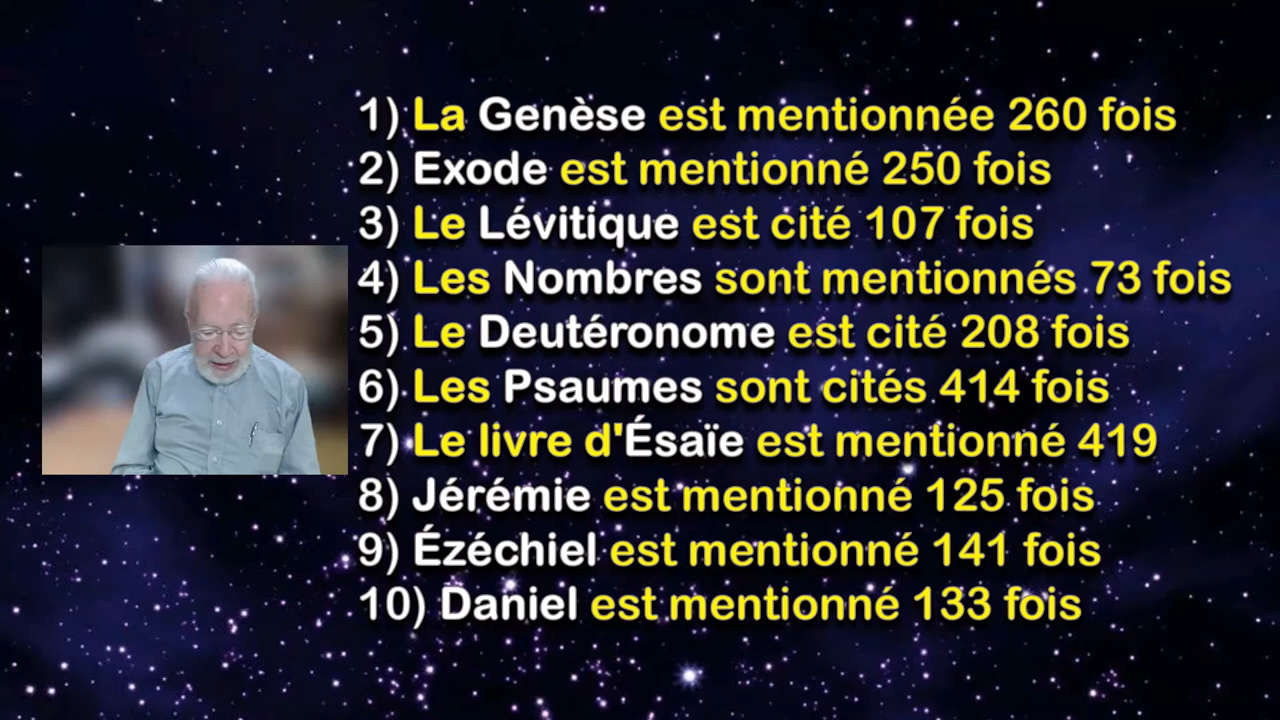 1) La Genèse est mentionnée 260 fois
2) Exode est mentionné 250 fois
3) Le Lévitique est cité 107 fois
4) Les Nombres sont mentionnés 73 fois
5) Le Deutéronome est cité 208 fois
6) Les Psaumes sont cités 414 fois
7) Le livre d'Ésaïe est mentionné 419
8) Jérémie est mentionné 125 fois
9) Ézéchiel est mentionné 141 fois
10) Daniel est mentionné 133 fois